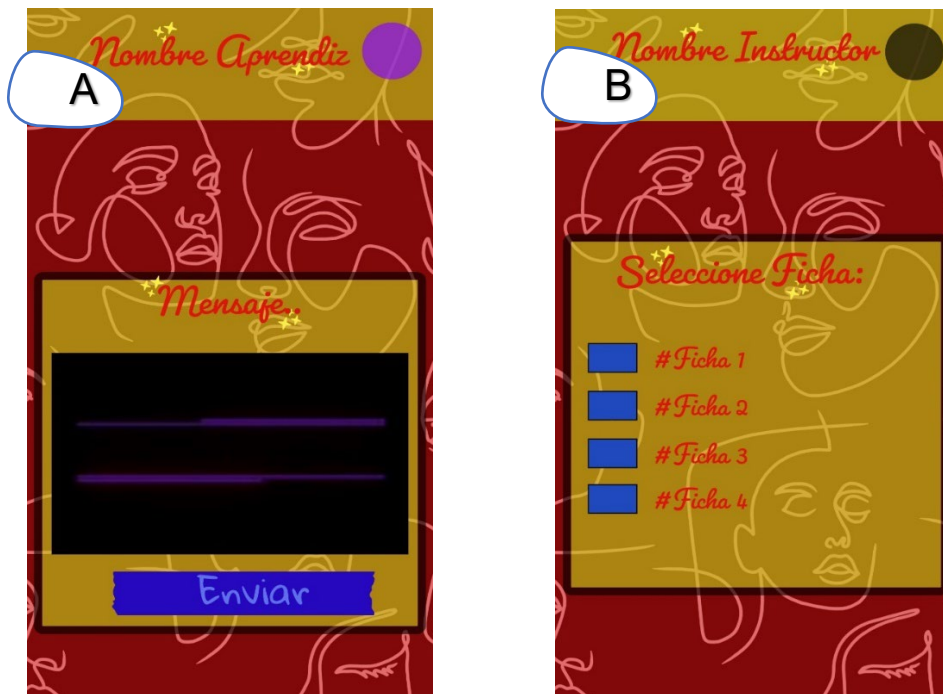 Nombre Aprendiz
A
Mensaje..
Enviar
Nombre Instructor
B
Seleccione Ficha:
#Ficha 1
#Ficha 2
#Ficha 3
#Ficha 4